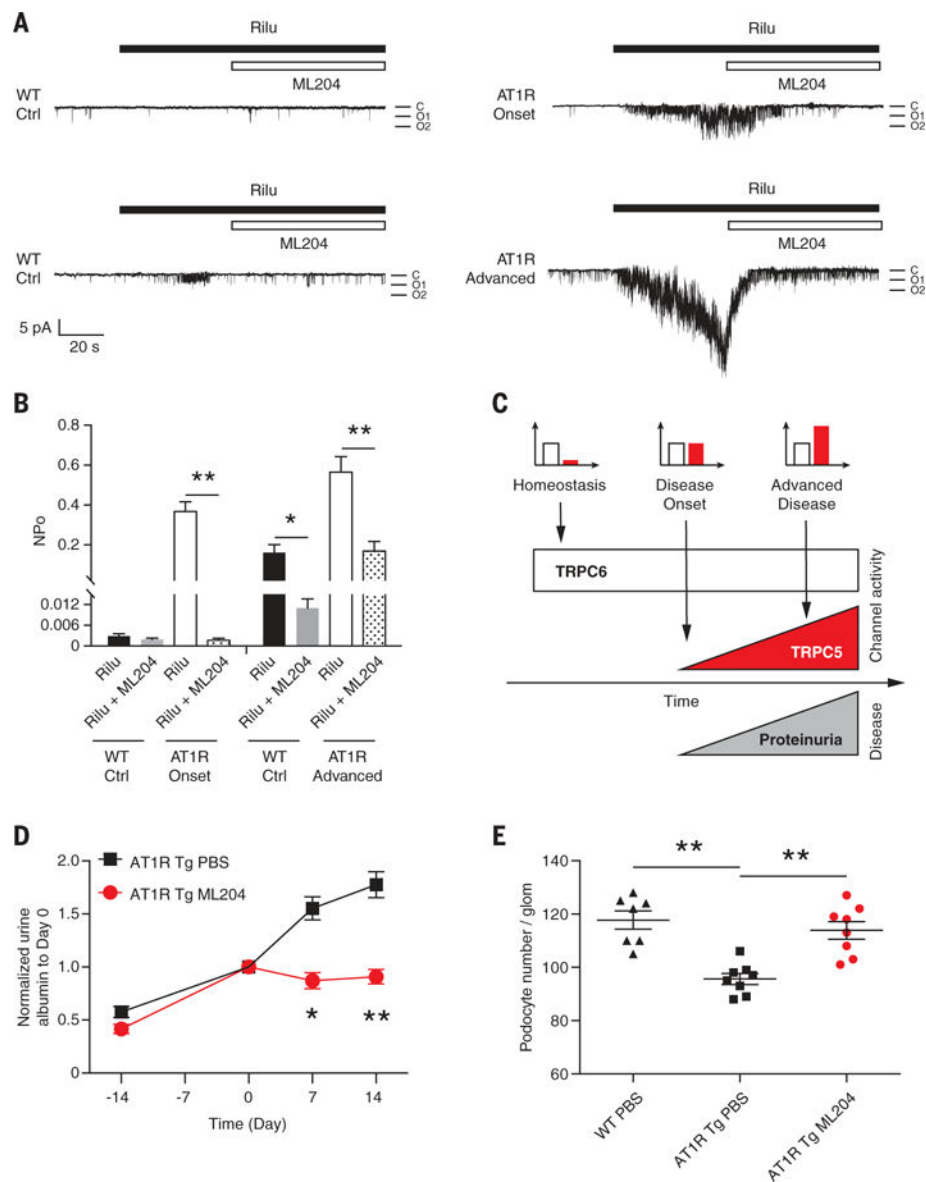 A
Rilu
ML204
WT
Ctrl
C
O1
O2
Rilu
ML204
AT1R
Onset
C
O1
O2
Rilu
ML204
WT
Ctrl
C
O1
O2
5 pA
20 s
Rilu
ML204
AT1R
Advanced
C
O1
O2
B
NPo
0.8
0.6
0.4
0.2
0.012
0.006
0
**
*
**
Rilu
Rilu + ML204
Rilu
Rilu + ML204
Rilu
Rilu + ML204
Rilu
Rilu + ML204
WT
Ctrl
AT1R
Onset
WT
Ctrl
AT1R
Advanced
C
Homeostasis
Disease
Onset
Advanced
Disease
TRPC6
TRPC5
Channel activity
Time
Proteinuria
Disease
D
AT1R Tg PBS
AT1R Tg ML204
Normalized urine
albumin to Day 0
2.0
1.5
1.0
0.5
0
*
**
-14
-7
0
7
14
Time (Day)
E
Podocyte number / glom
140
120
100
80
60
**
**
WT PBS
AT1R Tg PBS
AT1R Tg ML204